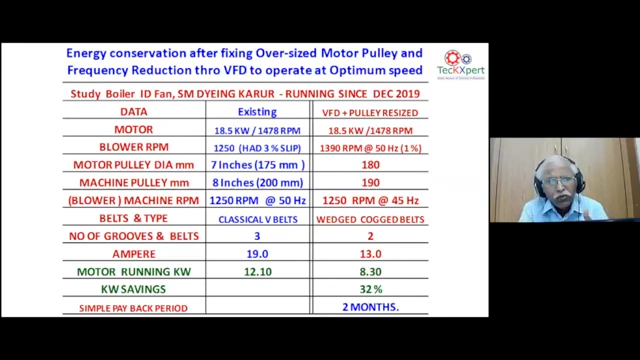 Energy conservation after fixing Over-sized Motor Pulley and
Frequency Reduction thro VFD to operate at Optimum speed
TecKXpert
Study Boiler ID Fan, SM DYEING KARUR - RUNNING SINCE DEC 2019
DATA Existing VFD + PULLEY RESIZED
MOTOR 18.5 KW / 1478 RPM 18.5 KW /1478 RPM
BLOWER RPM 1250 (HAD 3 % SLIP) 1390 RPM @ 50 Hz (1 %)
MOTOR PULLEY DIA mm 7 Inches (175 mm) 180
MACHINE PULLEY mm 8 Inches (200 mm) 190
(BLOWER) MACHINE RPM 1250 RPM @ 50 Hz 1250 RPM @ 45 Hz
BELTS & TYPE CLASSICAL V BELTS WEDGED COGGED BELTS
NO OF GROOVES & BELTS 3 2
AMPERE 19.0 13.0
MOTOR RUNNING KW 12.10 8.30
KW SAVINGS 32 %
SIMPLE PAY BACK PERIOD 2 MONTHS.